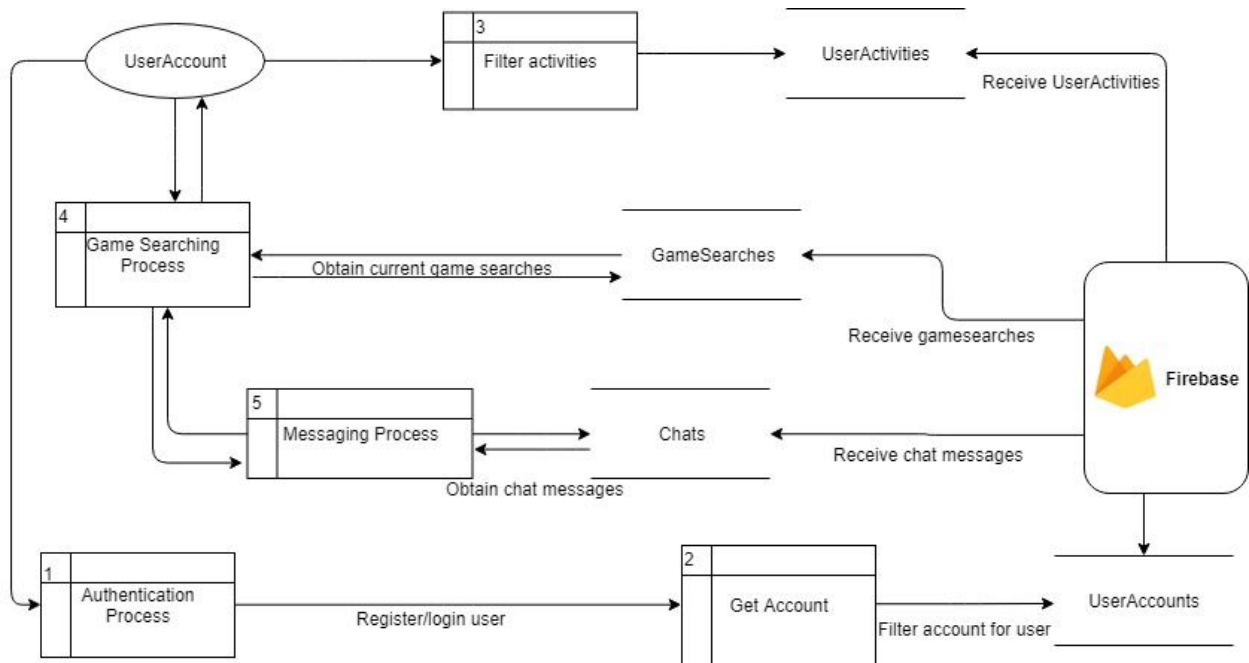 3
UserAccount
Filter activities
UserActivities
Receive UserActivities
4
Game Searching
Process
Obtain current game searches
GameSearches
Receive gamesearches
Firebase
5
Messaging Process
Chats
Receive chat messages
Obtain chat messages
1
Authentication
Process
Register/login user
2
Get Account
Filter account for user
UserAccounts